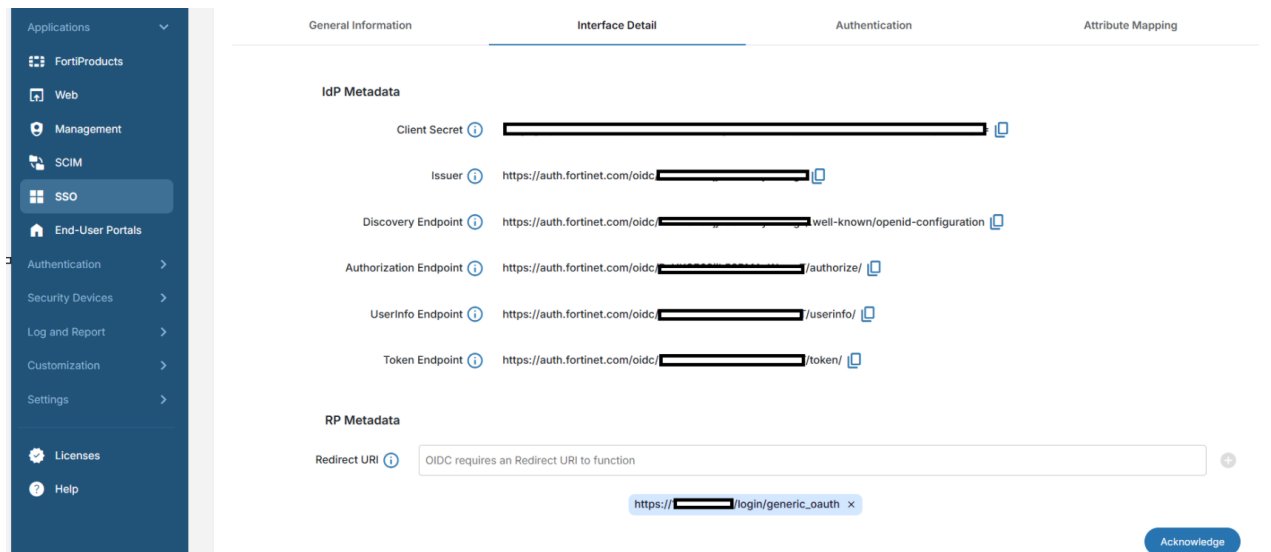 Applications
FortiProducts
Web
Management
SCIM
SSO
End-User Portals
Authentication
Security Devices
Log and Report
Customization
Settings
Licenses
Help
General Information Interface Detail Authentication Attribute Mapping
IdP Metadata
Client Secret
Issuer https://auth.fortinet.com/oidc/
Discovery Endpoint https://auth.fortinet.com/oidc/ .well-known/openid-configuration
Authorization Endpoint https://auth.fortinet.com/oidc/ /authorize/
UserInfo Endpoint https://auth.fortinet.com/oidc/ /userinfo/
Token Endpoint https://auth.fortinet.com/oidc/ /token/
RP Metadata
Redirect URI OIDC requires an Redirect URI to function
https:// /login/generic_oauth ×
Acknowledge